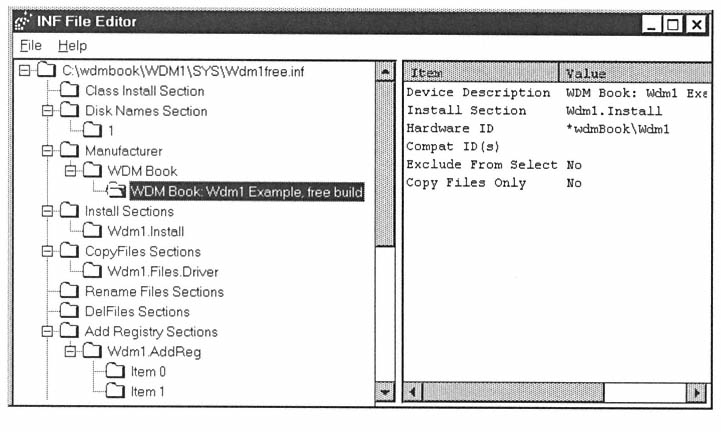 INF File Editor
File Help
C:\wdmbook\WDM1\SYS\Wdm1free.inf
Class Install Section
Disk Names Section
1
Manufacturer
WDM Book
WDM Book: Wdm1 Example, free build
Install Sections
Wdm1.Install
CopyFiles Sections
Wdm1.Files.Driver
Rename Files Sections
DelFiles Sections
Add Registry Sections
Wdm1.AddReg
Item 0
Item 1
Item Value
Device Description WDM Book: Wdm1 Exa
Install Section Wdm1.Install
Hardware ID *wdmBook\Wdm1
Compat ID(s)
Exclude From Select No
Copy Files Only No